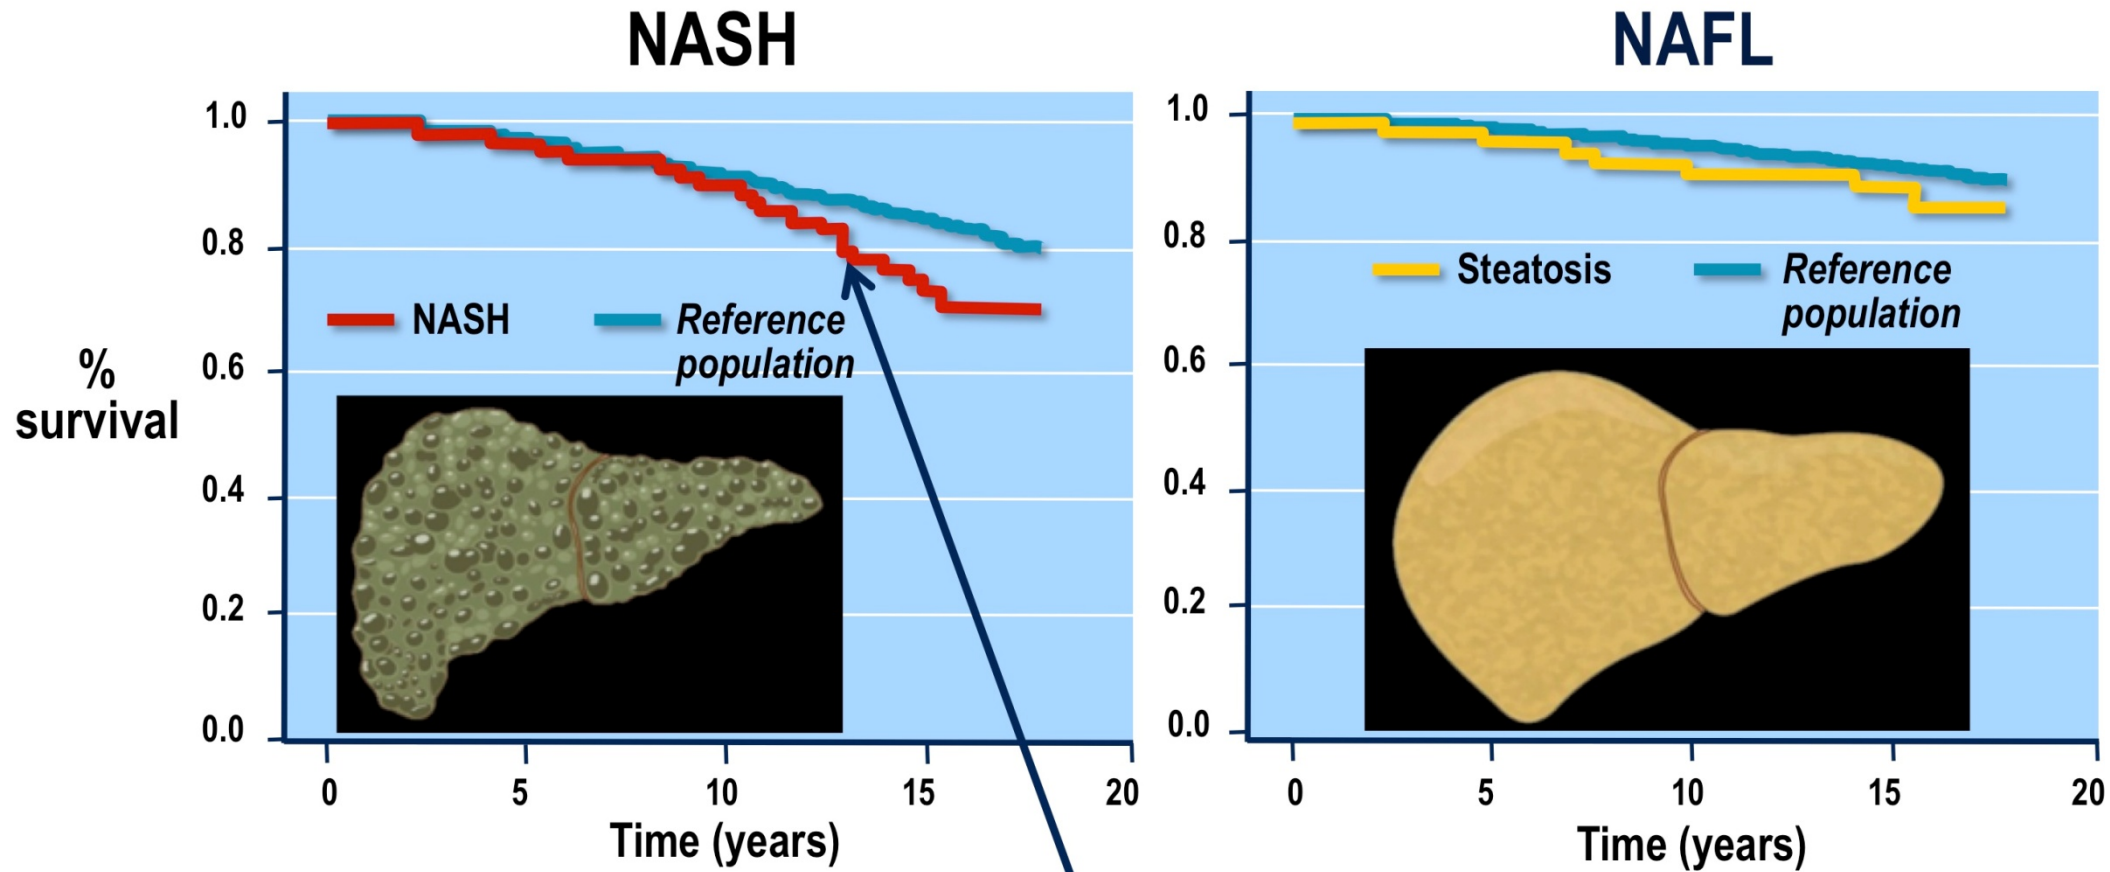 NASH
1.0
0.8
0.6
0.4
0.2
0.0
%
survival
NASH
Reference
population
0 5 10 15 20
Time (years)
NAFL
1.0
0.8
0.6
0.4
0.2
0.0
Steatosis
Reference
population
0 5 10 15 20
Time (years)